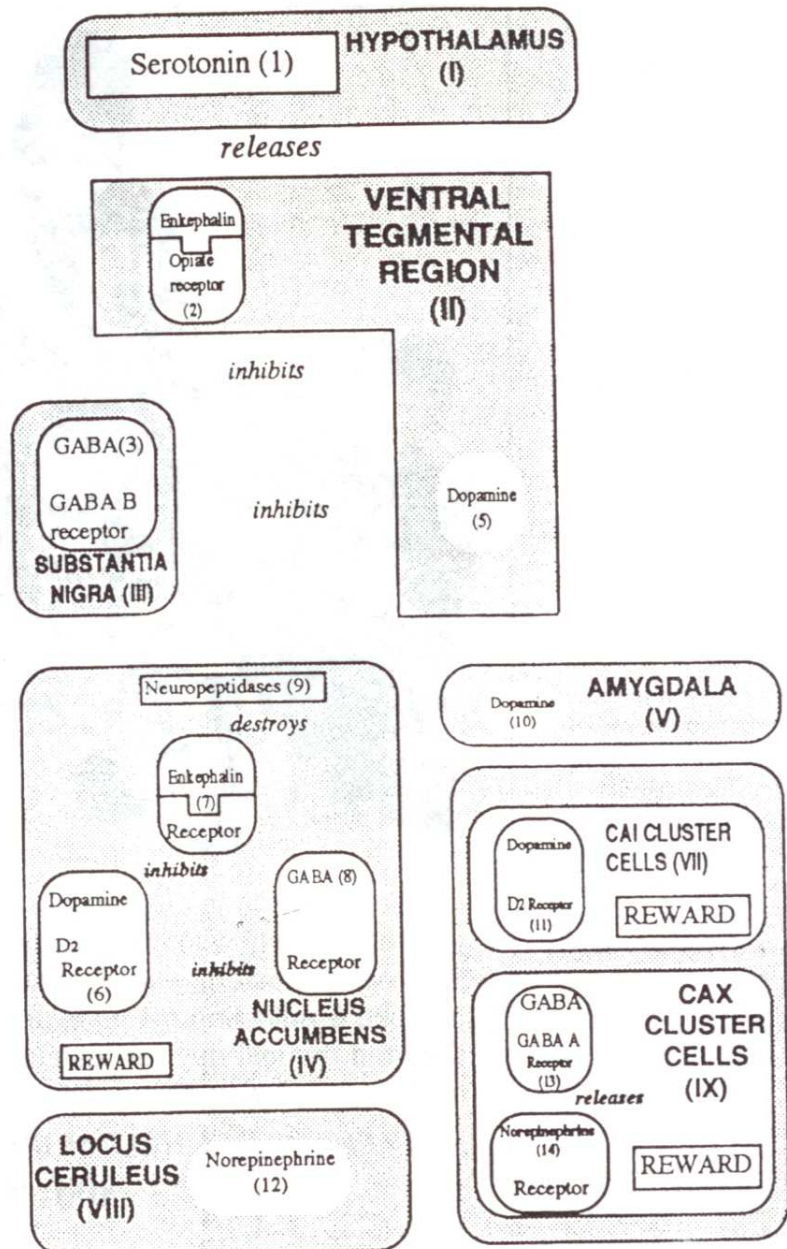 HYPOTHALAMUS
(I)
Serotonin (1)
releases
VENTRAL
TEGMENTAL
REGION
(II)
Enkephalin
Opiate
receptor
(2)
inhibits
GABA(3)
GABA B
receptor
SUBSTANTIA
NIGRA (III)
inhibits
Dopamine
(5)
Neuropeptidases (9)
destroys
Enkephalin
(7)
Receptor
inhibits
Dopamine
D2
Receptor
(6)
inhibits
GABA (8)
Receptor
NUCLEUS
ACCUMBENS
(IV)
REWARD
Dopamine
(10)
AMYGDALA
(V)
Dopamine
D2 Receptor
(11)
CAI CLUSTER
CELLS (VII)
REWARD
GABA
GABA A
Receptor
(13)
CAX
CLUSTER
CELLS
(IX)
releases
Norepinephrine
(14)
Receptor
REWARD
LOCUS
CERULEUS
(VIII)
Norepinephrine
(12)